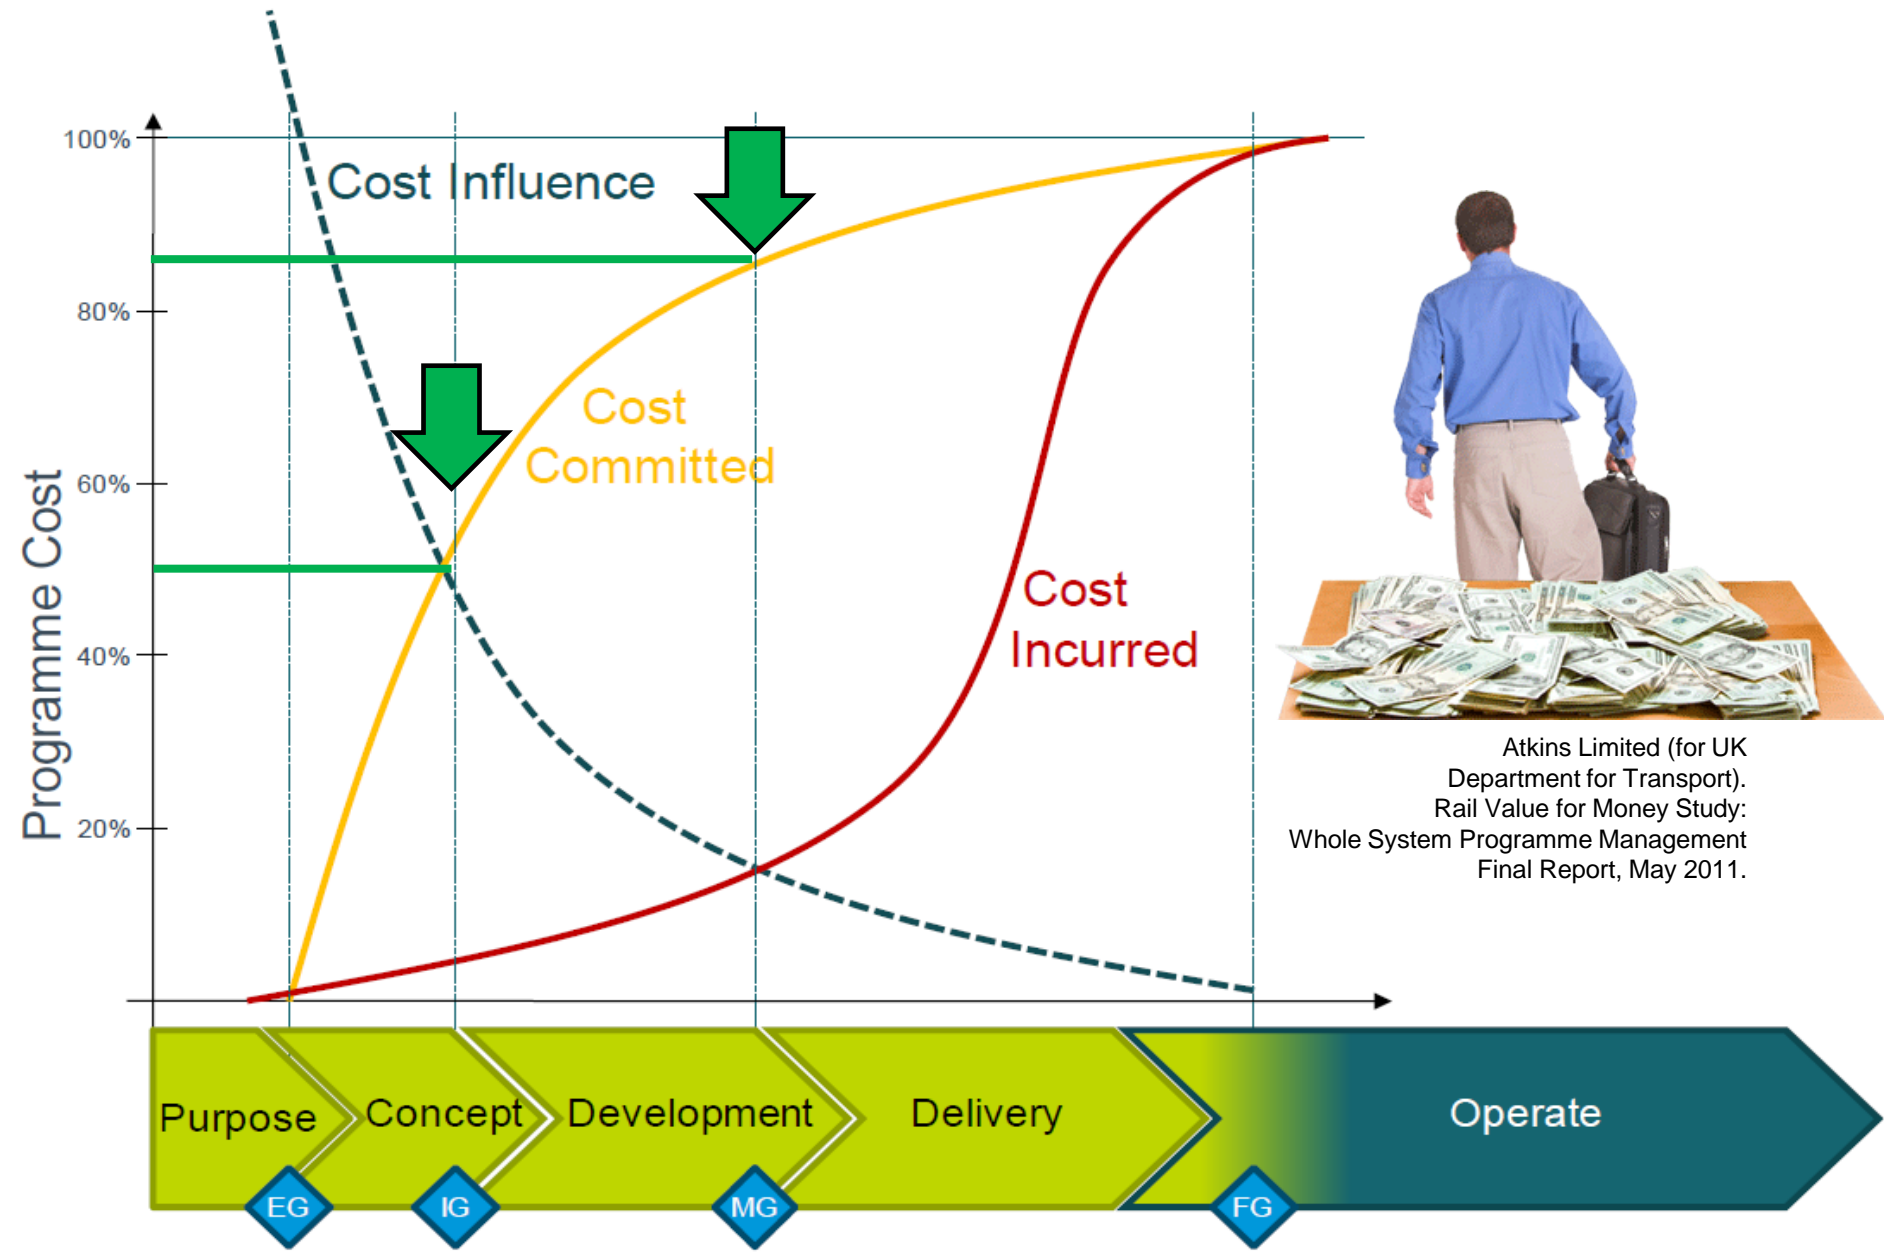 100%
Cost Influence
80%
Cost
Committed
60%
Programme Cost
Cost
Incurred
40%
20%
Atkins Limited (for UK
Department for Transport).
Rail Value for Money Study:
Whole System Programme Management
Final Report, May 2011.
Purpose
Concept
Development
Delivery
Operate
EG
IG
MG
FG